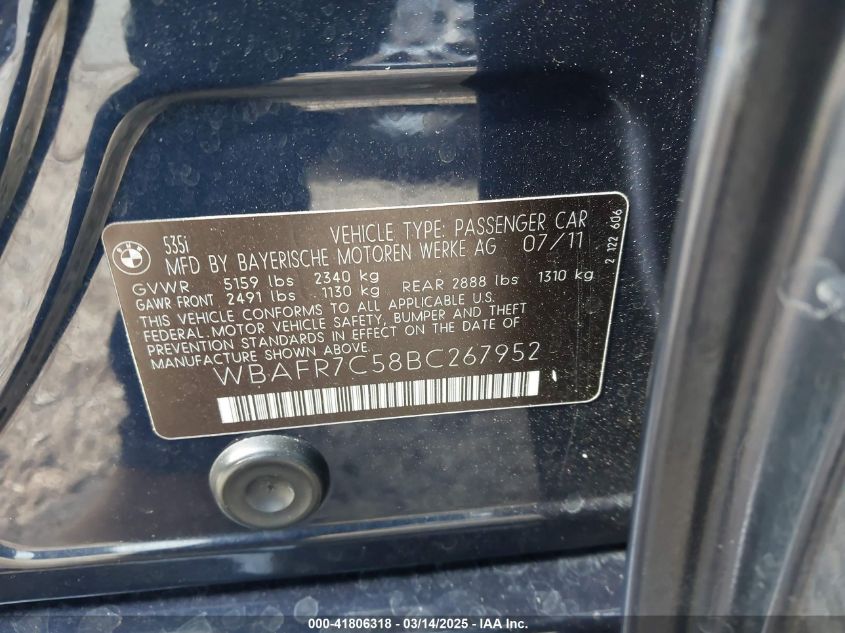 BMW
535i VEHICLE TYPE: PASSENGER CAR
MFD BY BAYERISCHE MOTOREN WERKE AG 07/11
GVWR 5159 lbs 2340 kg
GAWR FRONT 2491 lbs 1130 kg REAR 2888 lbs 1310 kg
THIS VEHICLE CONFORMS TO ALL APPLICABLE U.S.
FEDERAL MOTOR VEHICLE SAFETY, BUMPER AND THEFT
PREVENTION STANDARDS IN EFFECT ON THE DATE OF
MANUFACTURE SHOWN ABOVE
WBAFR7C58BC267952
2 122 606
000-41806318 - 03/14/2025 - IAAI.com